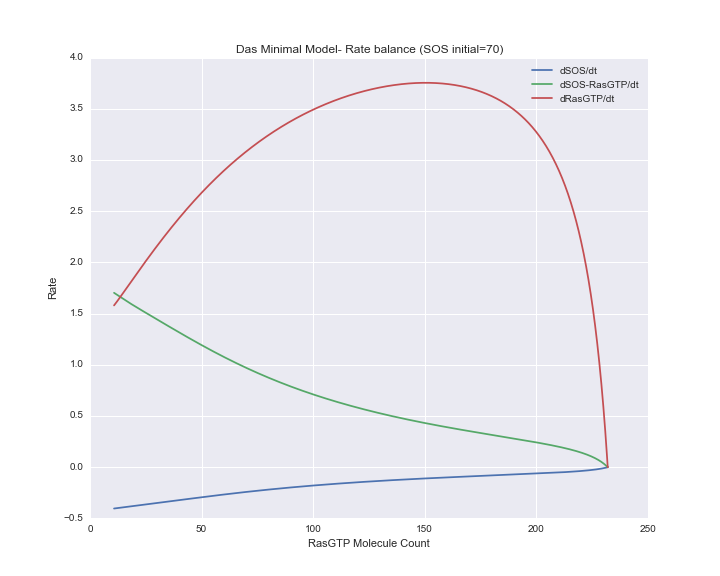 Das Minimal Model- Rate balance (SOS initial=70)
dSOS/dt
dSOS-RasGTP/dt
dRasGTP/dt
4.0
3.5
3.0
2.5
2.0
1.5
1.0
0.5
0.0
−0.5
Rate
0 50 100 150 200 250
RasGTP Molecule Count